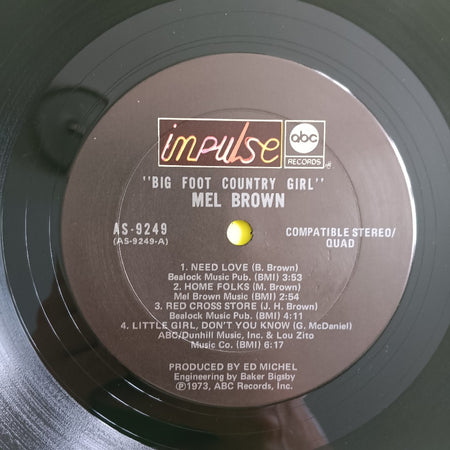 impulse abc
RECORDS
"BIG FOOT COUNTRY GIRL"
MEL BROWN
AS-9249
(AS-9249-A)
COMPATIBLE STEREO/
QUAD
1. NEED LOVE (B. Brown)
Bealock Music Pub. (BMI) 3:53
2. HOME FOLKS (M. Brown)
Mel Brown Music (BMI) 2:54
3. RED CROSS STORE (J. H. Brown)
Bealock Music Pub. (BMI) 4:11
4. LITTLE GIRL, DON'T YOU KNOW (G. McDaniel)
ABC/Dunhill Music, Inc. & Lou Zito
Music Co. (BMI) 6:17
PRODUCED BY ED MICHEL
Engineering by Baker Bigsby
℗1973, ABC Records, Inc.